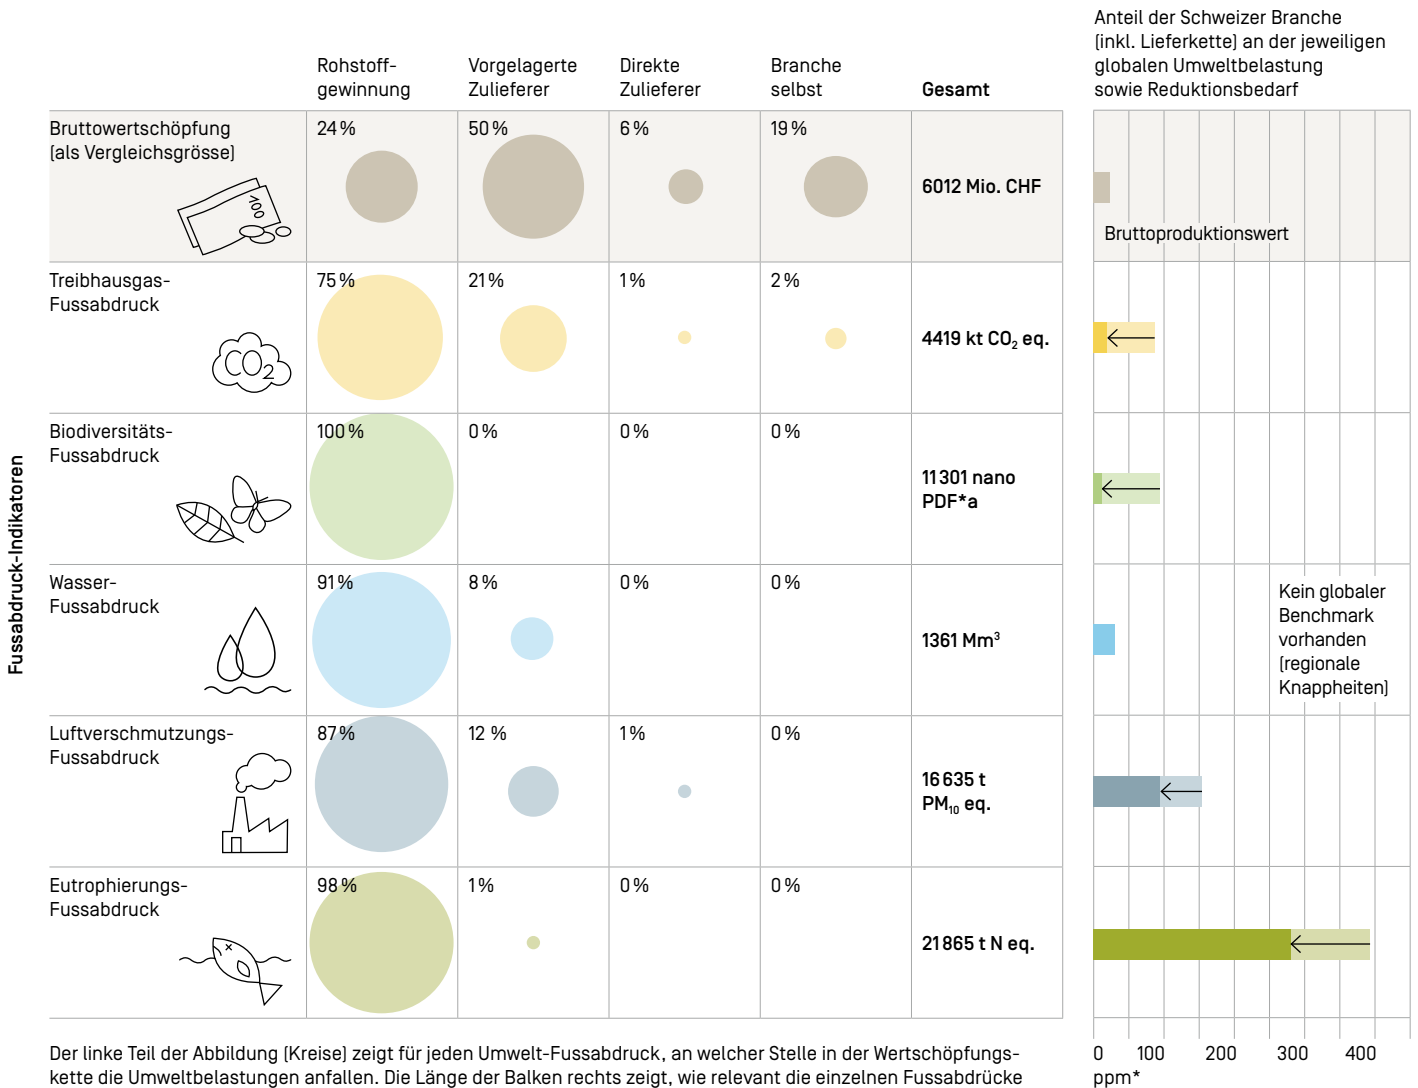 Anteil der Schweizer Branche
(inkl. Lieferkette) an der jeweiligen
globalen Umweltbelastung
sowie Reduktionsbedarf
Rohstoff-
gewinnung
Vorgelagerte
Zulieferer
Direkte
Zulieferer
Branche
selbst
Gesamt
Fussabdruck-Indikatoren
Bruttowertschöpfung
(als Vergleichsgrösse)
100
24 %
50 %
6 %
19 %
6012 Mio. CHF
Bruttoproduktionswert
Treibhausgas-
Fussabdruck
CO2
75 %
21 %
1 %
2 %
4419 kt CO₂ eq.
Biodiversitäts-
Fussabdruck
100 %
0 %
0 %
0 %
11 301 nano
PDF*a
Wasser-
Fussabdruck
91 %
8 %
0 %
0 %
1361 Mm³
Kein globaler
Benchmark
vorhanden
(regionale
Knappheiten)
Luftverschmutzungs-
Fussabdruck
87 %
12 %
1 %
0 %
16 635 t
PM₁₀ eq.
Eutrophierungs-
Fussabdruck
98 %
1 %
0 %
0 %
21 865 t N eq.
0 100 200 300 400
ppm*
Der linke Teil der Abbildung (Kreise) zeigt für jeden Umwelt-Fussabdruck, an welcher Stelle in der Wertschöpfungs-
kette die Umweltbelastungen anfallen. Die Länge der Balken rechts zeigt, wie relevant die einzelnen Fussabdrücke